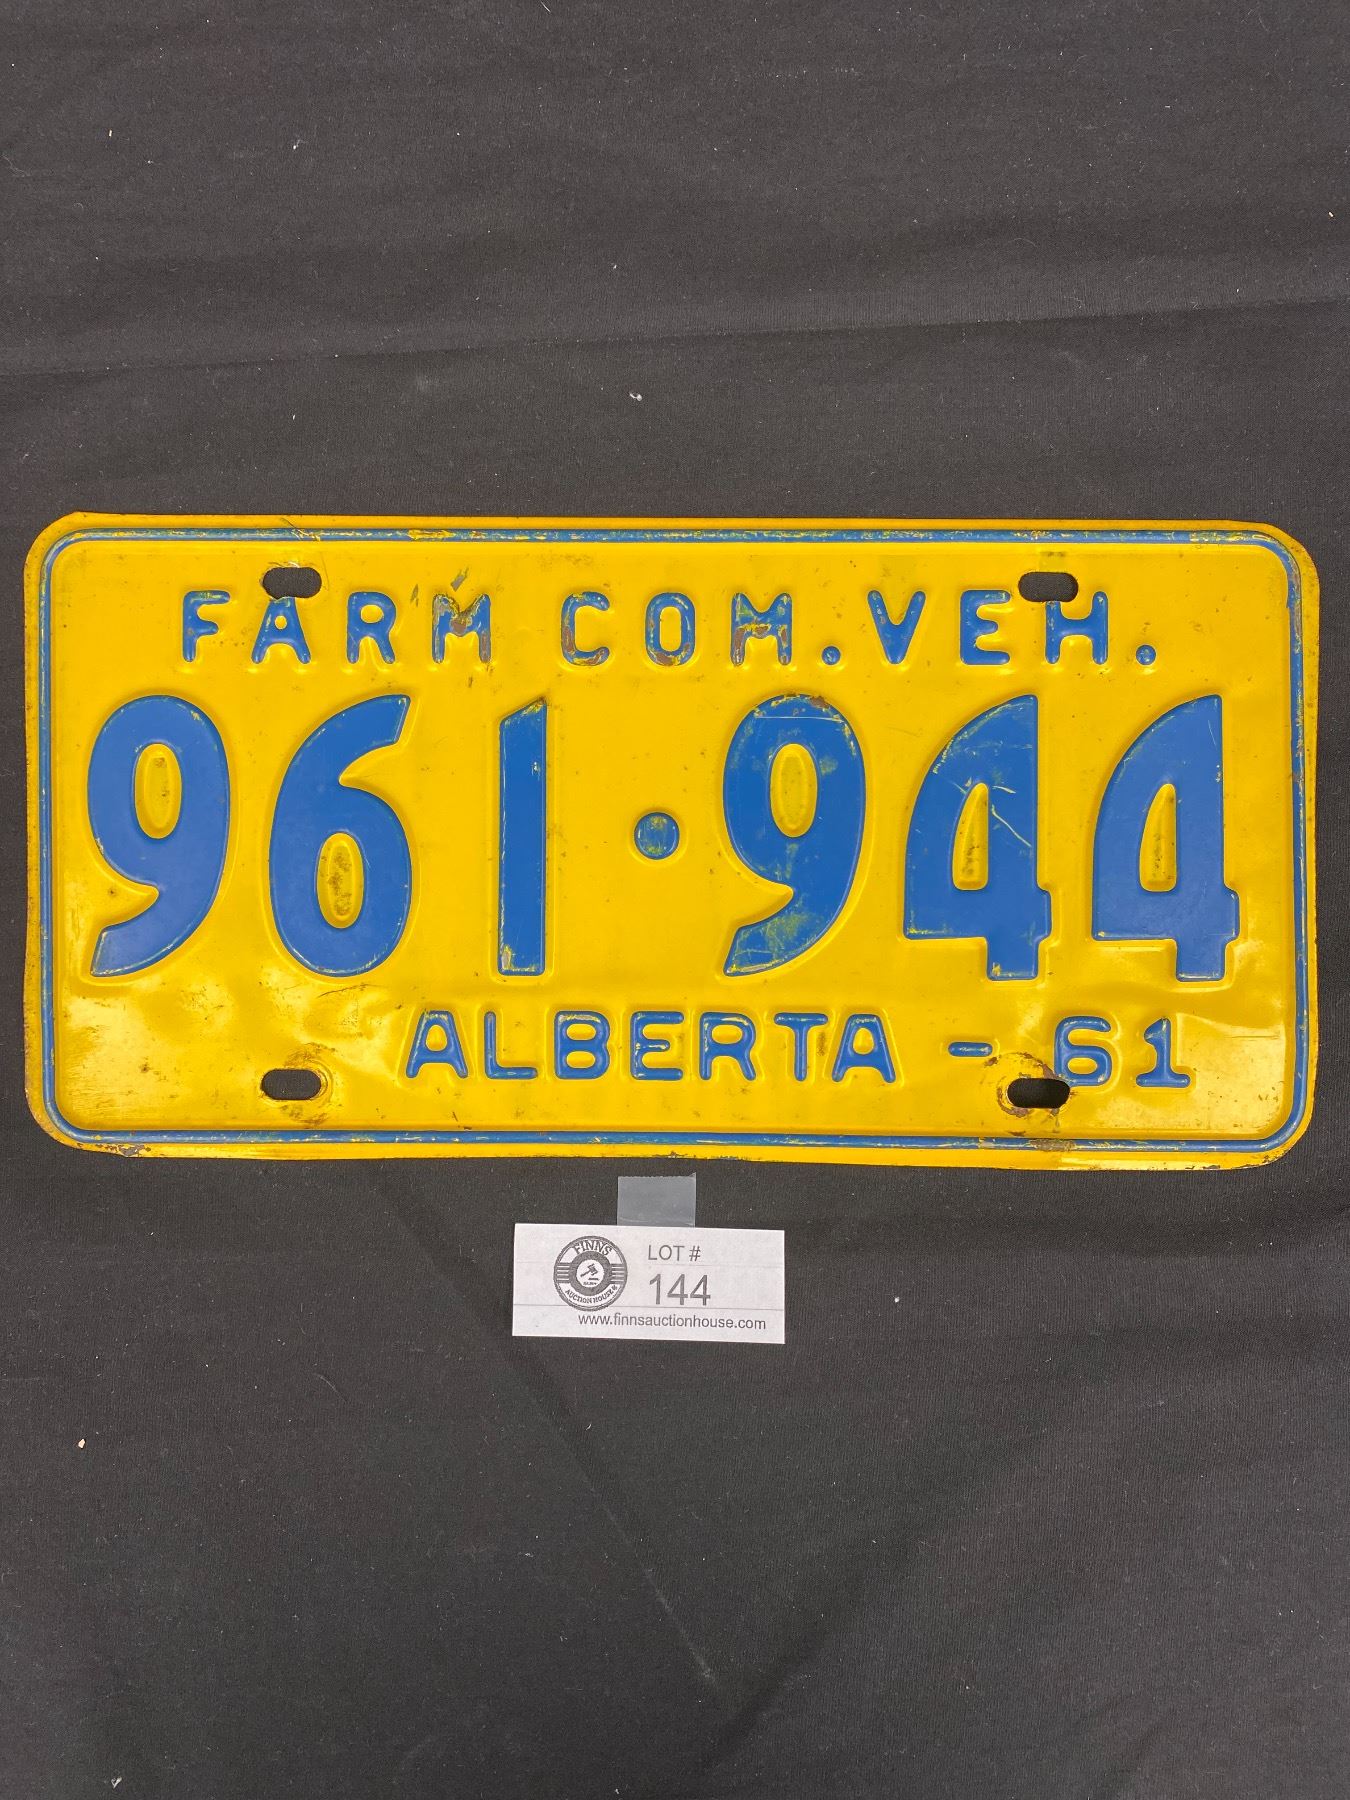 FARM COM. VEH.
961·944
ALBERTA - 61
FINNS
AUCTION HOUSE
LOT #
144
www.finnsauctionhouse.com